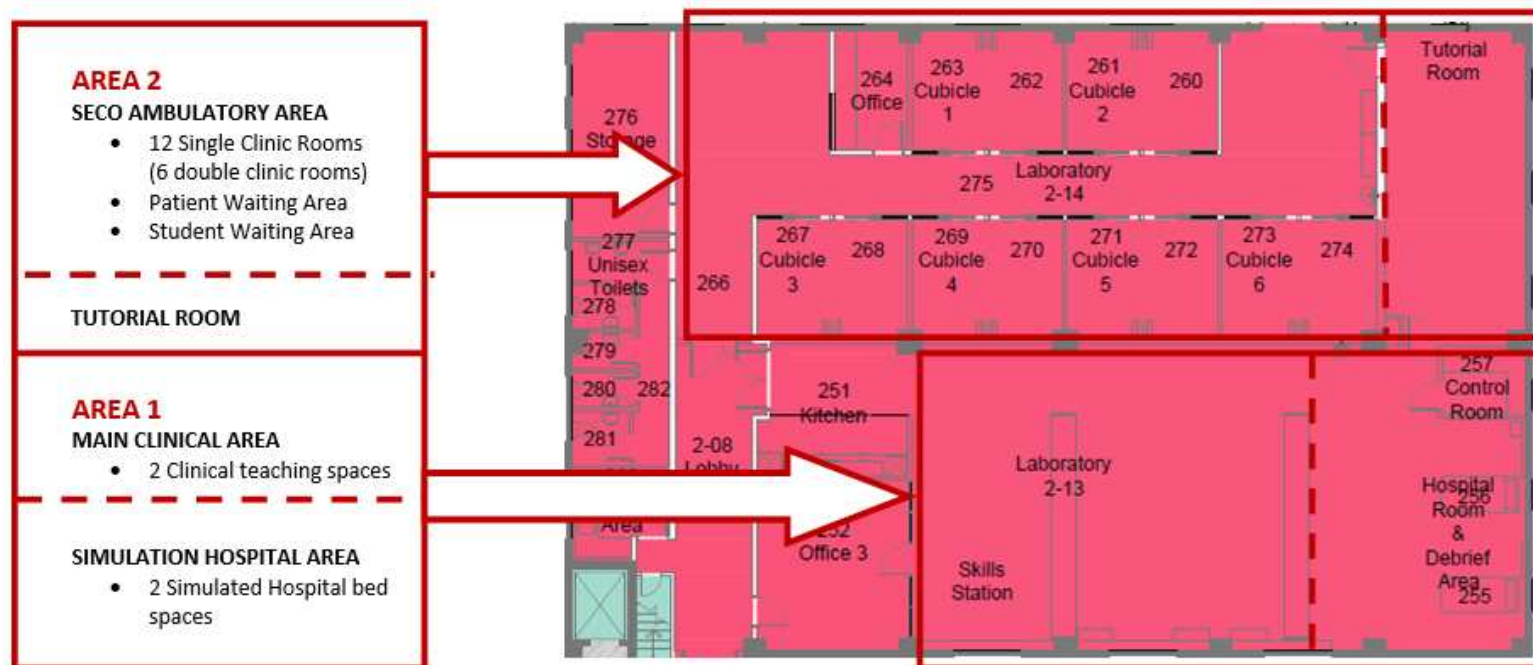 AREA 2
SECO AMBULATORY AREA
• 12 Single Clinic Rooms
(6 double clinic rooms)
• Patient Waiting Area
• Student Waiting Area
TUTORIAL ROOM
AREA 1
MAIN CLINICAL AREA
• 2 Clinical teaching spaces
SIMULATION HOSPITAL AREA
• 2 Simulated Hospital bed
spaces
Tutorial
Room
264
Office
263
Cubicle
1
262
261
Cubicle
2
260
276
Storage
275
Laboratory
2-14
277
Unisex
Toilets
278
279
280
281
282
266
267
Cubicle
3
268
269
Cubicle
4
270
271
Cubicle
5
272
273
Cubicle
6
274
251
Kitchen
2-08
Lobby
Area
252
Office 3
Laboratory
2-13
Skills
Station
257
Control
Room
Hospital
Room
&
Debrief
Area
256
255